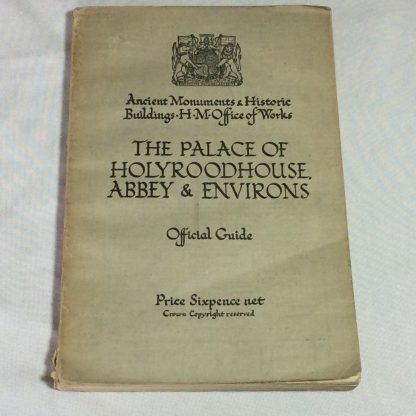 Ancient Monuments & Historic
Buildings · H·M·Office of Works
THE PALACE OF
HOLYROODHOUSE,
ABBEY & ENVIRONS
Official Guide
Price Sixpence net
Crown Copyright reserved